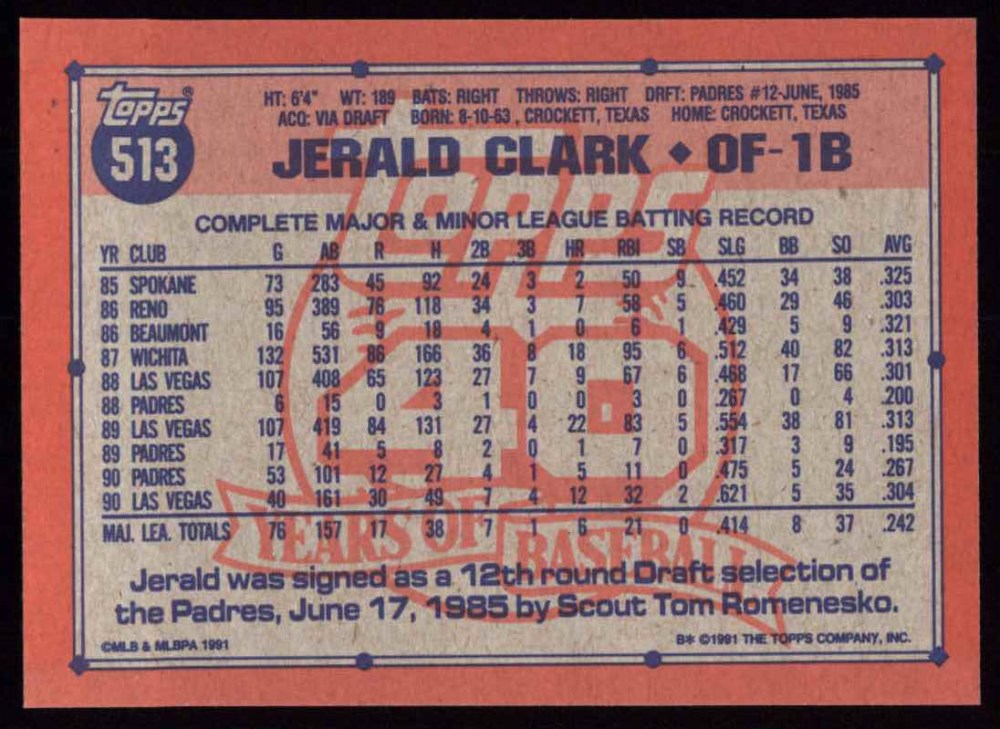 Topps®
513
HT: 6'4" WT: 189 BATS: RIGHT THROWS: RIGHT DRFT: PADRES #12-JUNE, 1985
ACQ: VIA DRAFT BORN: 8-10-63, CROCKETT, TEXAS HOME: CROCKETT, TEXAS
JERALD CLARK ◆ OF-1B
COMPLETE MAJOR & MINOR LEAGUE BATTING RECORD
YR CLUB G AB R H 2B 3B HR RBI SB SLG BB SO AVG
85 SPOKANE 73 283 45 92 24 3 2 50 9 .452 34 38 .325
86 RENO 95 389 76 118 34 3 7 58 5 .460 29 46 .303
86 BEAUMONT 16 56 9 18 4 1 0 6 1 .429 5 9 .321
87 WICHITA 132 531 86 166 36 8 18 95 6 .512 40 82 .313
88 LAS VEGAS 107 408 65 123 27 7 9 67 6 .468 17 66 .301
88 PADRES 6 15 0 3 1 0 0 3 0 .267 0 4 .200
89 LAS VEGAS 107 419 84 131 27 4 22 83 5 .554 38 81 .313
89 PADRES 17 41 5 8 2 0 1 7 0 .317 3 9 .195
90 PADRES 53 101 12 27 4 1 5 11 0 .475 5 24 .267
90 LAS VEGAS 40 161 30 49 7 4 12 32 2 .621 5 35 .304
MAJ. LEA. TOTALS 76 157 17 38 7 1 6 21 0 .414 8 37 .242
Topps
40
YEARS OF BASEBALL
Jerald was signed as a 12th round Draft selection of
the Padres, June 17, 1985 by Scout Tom Romenesko.
©MLB & MLBPA 1991
B* ©1991 THE TOPPS COMPANY, INC.